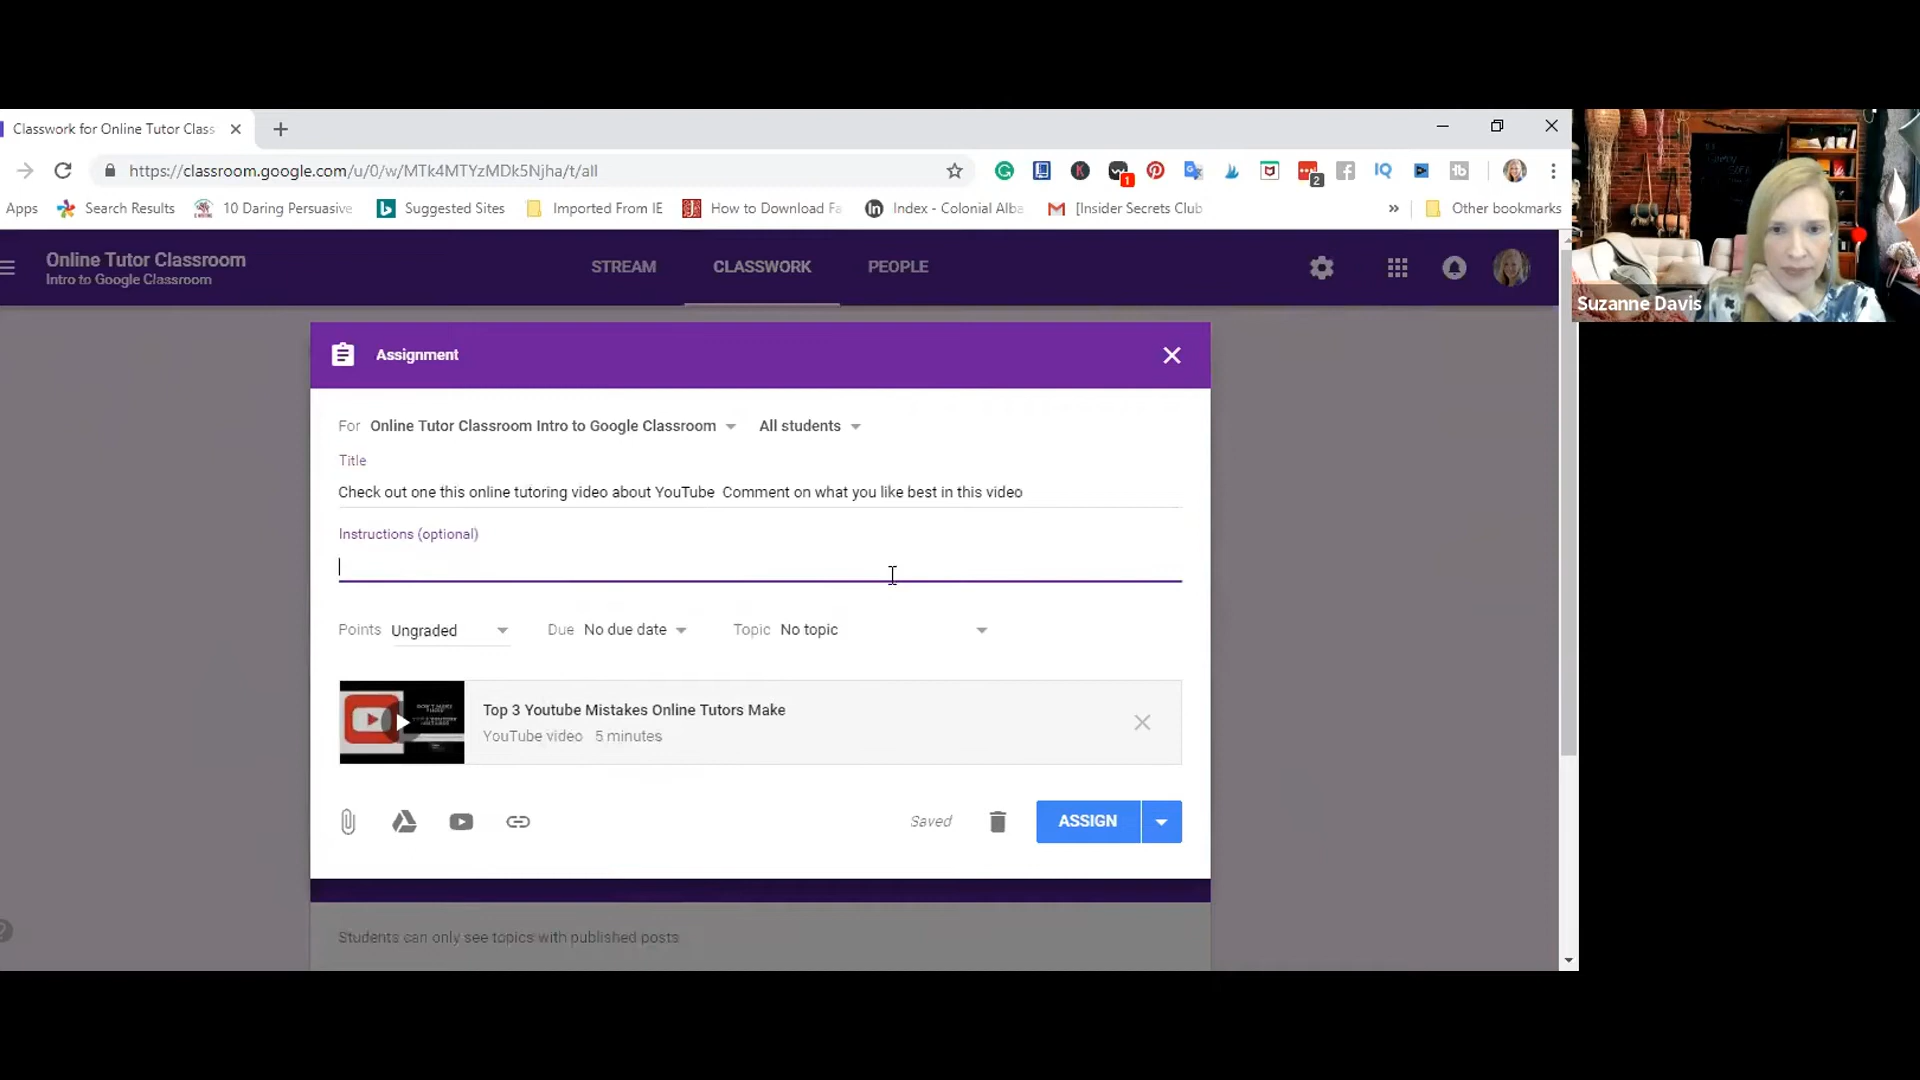 Classwork for Online Tutor Class
https://classroom.google.com/u/0/w/MTk4MTYzMDk5Njha/t/all
1
2
Apps
Search Results
10 Daring Persuasive
Suggested Sites
Imported From IE
How to Download Fa
Index - Colonial Alba
[Insider Secrets Club
»
Other bookmarks
Online Tutor Classroom
Intro to Google Classroom
STREAM
CLASSWORK
PEOPLE
Suzanne Davis
Assignment
For Online Tutor Classroom Intro to Google Classroom
All students
Title
Check out one this online tutoring video about YouTube  Comment on what you like best in this video
Instructions (optional)
Points Ungraded
Due No due date
Topic No topic
Top 3 Youtube Mistakes Online Tutors Make
YouTube video 5 minutes
Saved
ASSIGN
Students can only see topics with published posts